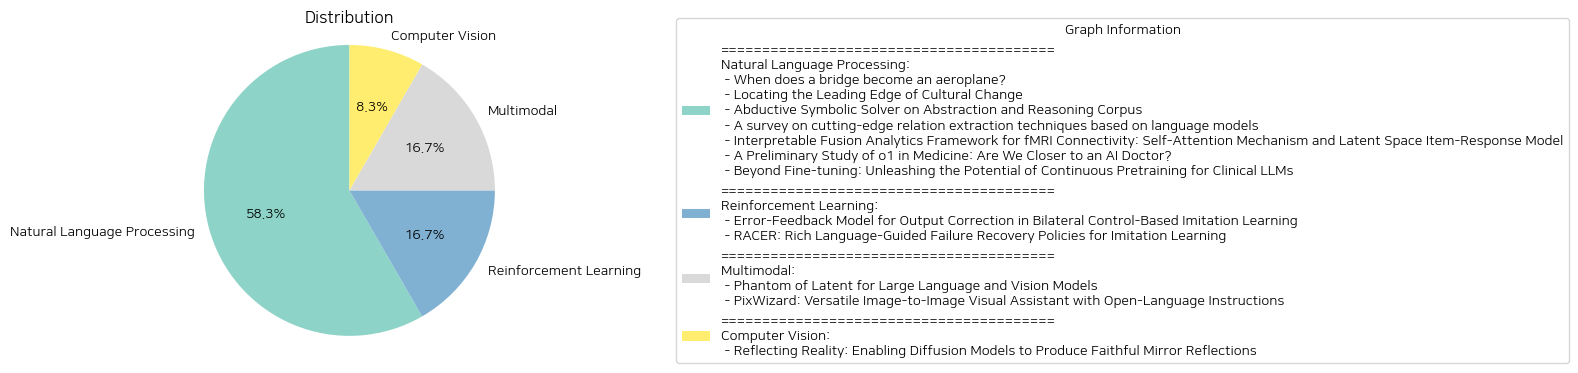 Distribution
Computer Vision
8.3%
Multimodal
16.7%
58.3%
Natural Language Processing
16.7%
Reinforcement Learning
Graph Information
========================================
Natural Language Processing:
- When does a bridge become an aeroplane?
- Locating the Leading Edge of Cultural Change
- Abductive Symbolic Solver on Abstraction and Reasoning Corpus
- A survey on cutting-edge relation extraction techniques based on language models
- Interpretable Fusion Analytics Framework for fMRI Connectivity: Self-Attention Mechanism and Latent Space Item-Response Model
- A Preliminary Study of o1 in Medicine: Are We Closer to an AI Doctor?
- Beyond Fine-tuning: Unleashing the Potential of Continuous Pretraining for Clinical LLMs
========================================
Reinforcement Learning:
- Error-Feedback Model for Output Correction in Bilateral Control-Based Imitation Learning
- RACER: Rich Language-Guided Failure Recovery Policies for Imitation Learning
========================================
Multimodal:
- Phantom of Latent for Large Language and Vision Models
- PixWizard: Versatile Image-to-Image Visual Assistant with Open-Language Instructions
========================================
Computer Vision:
- Reflecting Reality: Enabling Diffusion Models to Produce Faithful Mirror Reflections